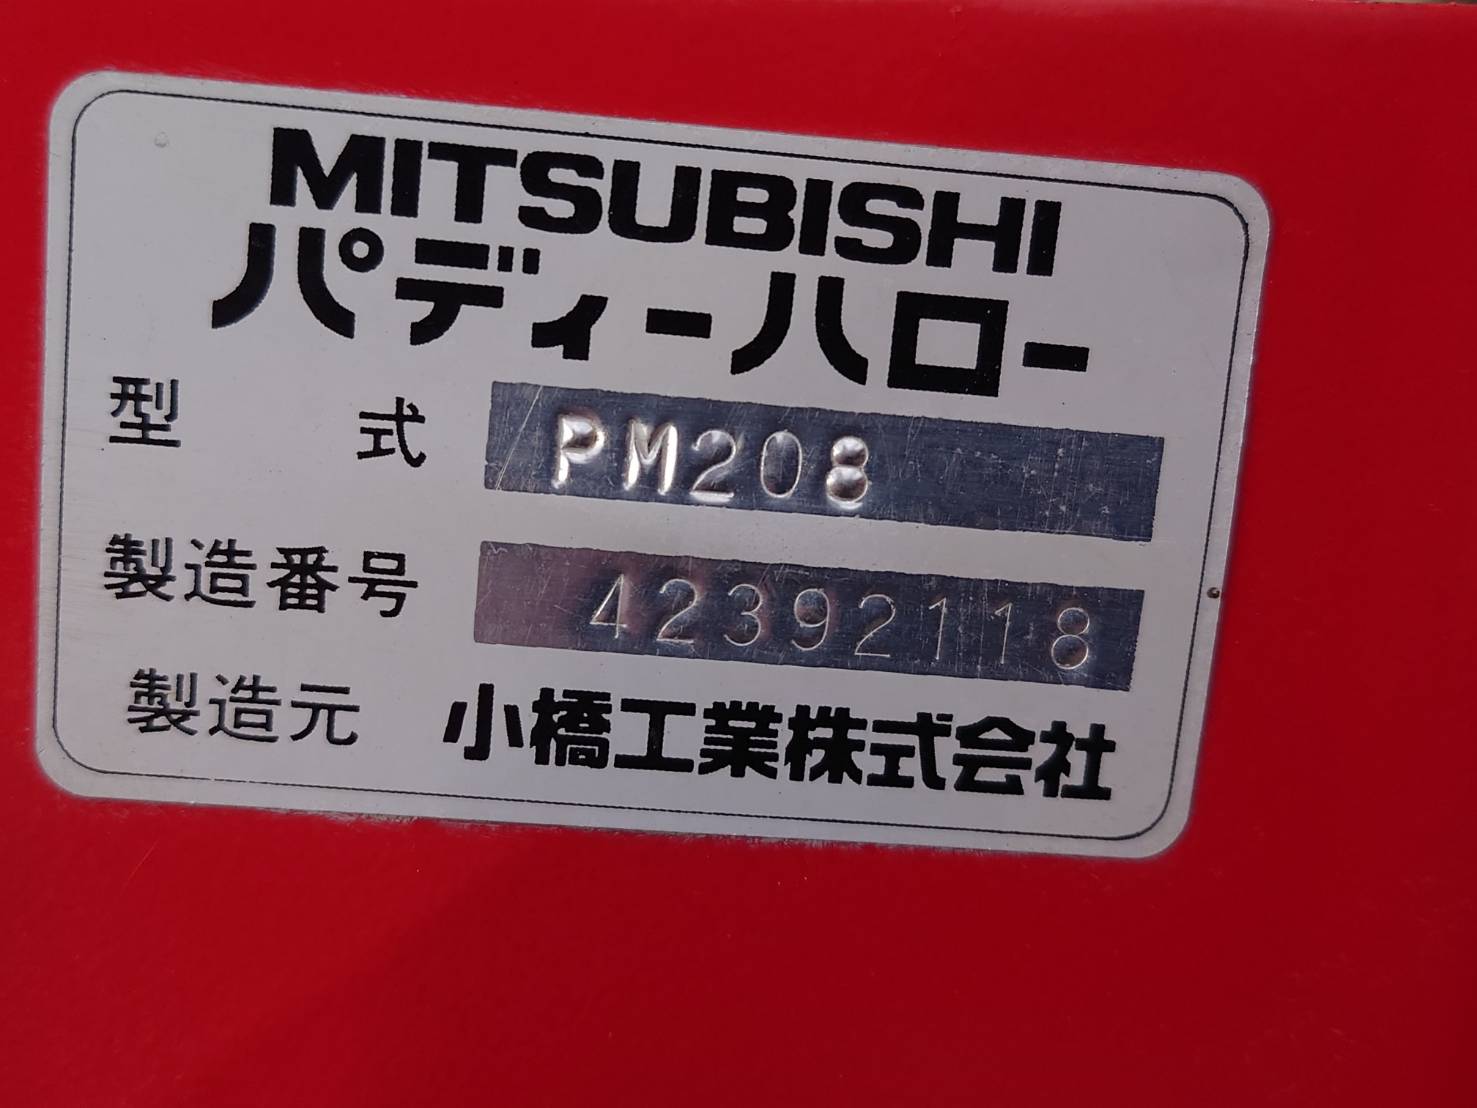 MITSUBISHI
パディーハロー
型式 PM208
製造番号 42392118
製造元 小橋工業株式会社